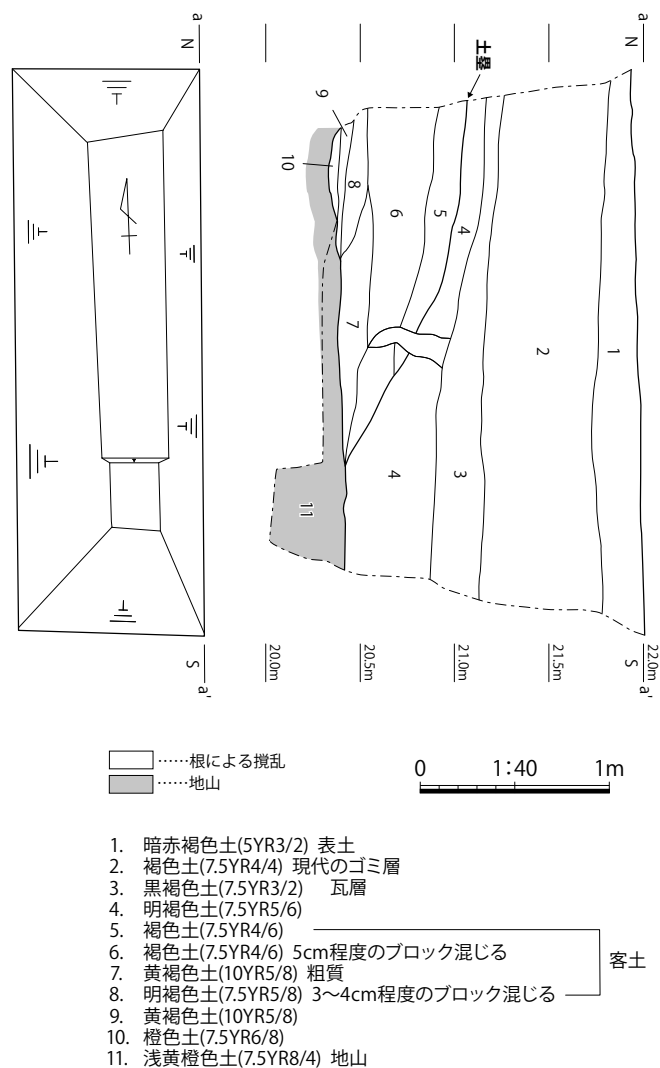 a
N
a
N
土塁
9
10
8
6
5
4
7
2
1
4
3
11
S
a'
20.0m
20.5m
21.0m
21.5m
22.0m
S
a'
……根による撹乱
……地山
0 1:40 1m
1. 暗赤褐色土(5YR3/2) 表土
2. 褐色土(7.5YR4/4) 現代のゴミ層
3. 黒褐色土(7.5YR3/2) 瓦層
4. 明褐色土(7.5YR5/6)
5. 褐色土(7.5YR4/6)
6. 褐色土(7.5YR4/6) 5cm程度のブロック混じる
客土
7. 黄褐色土(10YR5/8) 粗質
8. 明褐色土(7.5YR5/8) 3〜4cm程度のブロック混じる
9. 黄褐色土(10YR5/8)
10. 橙色土(7.5YR6/8)
11. 浅黄橙色土(7.5YR8/4) 地山